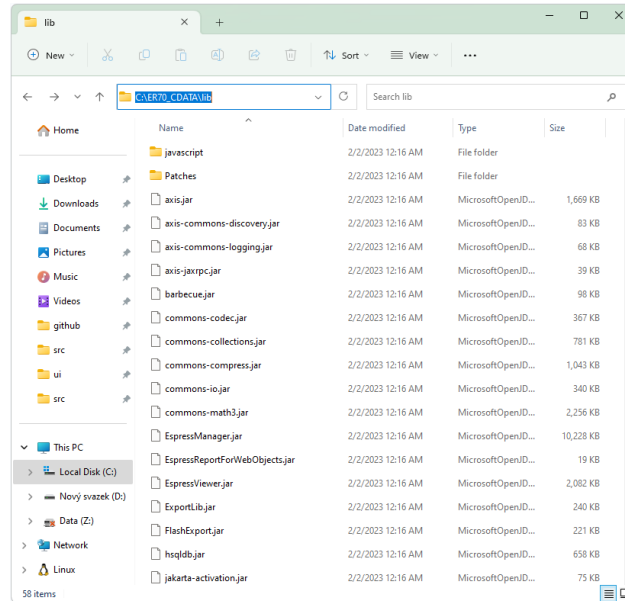 lib
New
Sort
View
C:\ER70_CDATA\lib
Search lib
Home
Desktop
Downloads
Documents
Pictures
Music
Videos
github
src
ui
src
This PC
Local Disk (C:)
Nový svazek (D:)
Data (Z:)
Network
Linux
Name Date modified Type Size
javascript 2/2/2023 12:16 AM File folder
Patches 2/2/2023 12:16 AM File folder
axis.jar 2/2/2023 12:16 AM MicrosoftOpenJD... 1,669 KB
axis-commons-discovery.jar 2/2/2023 12:16 AM MicrosoftOpenJD... 83 KB
axis-commons-logging.jar 2/2/2023 12:16 AM MicrosoftOpenJD... 68 KB
axis-jaxrpc.jar 2/2/2023 12:16 AM MicrosoftOpenJD... 39 KB
barbecue.jar 2/2/2023 12:16 AM MicrosoftOpenJD... 98 KB
commons-codec.jar 2/2/2023 12:16 AM MicrosoftOpenJD... 367 KB
commons-collections.jar 2/2/2023 12:16 AM MicrosoftOpenJD... 781 KB
commons-compress.jar 2/2/2023 12:16 AM MicrosoftOpenJD... 1,043 KB
commons-io.jar 2/2/2023 12:16 AM MicrosoftOpenJD... 340 KB
commons-math3.jar 2/2/2023 12:16 AM MicrosoftOpenJD... 2,256 KB
EspressManager.jar 2/2/2023 12:16 AM MicrosoftOpenJD... 10,228 KB
EspressReportForWebObjects.jar 2/2/2023 12:16 AM MicrosoftOpenJD... 19 KB
EspressViewer.jar 2/2/2023 12:16 AM MicrosoftOpenJD... 2,082 KB
ExportLib.jar 2/2/2023 12:16 AM MicrosoftOpenJD... 240 KB
FlashExport.jar 2/2/2023 12:16 AM MicrosoftOpenJD... 221 KB
hsqldb.jar 2/2/2023 12:16 AM MicrosoftOpenJD... 658 KB
jakarta-activation.jar 2/2/2023 12:16 AM MicrosoftOpenJD... 75 KB
58 items